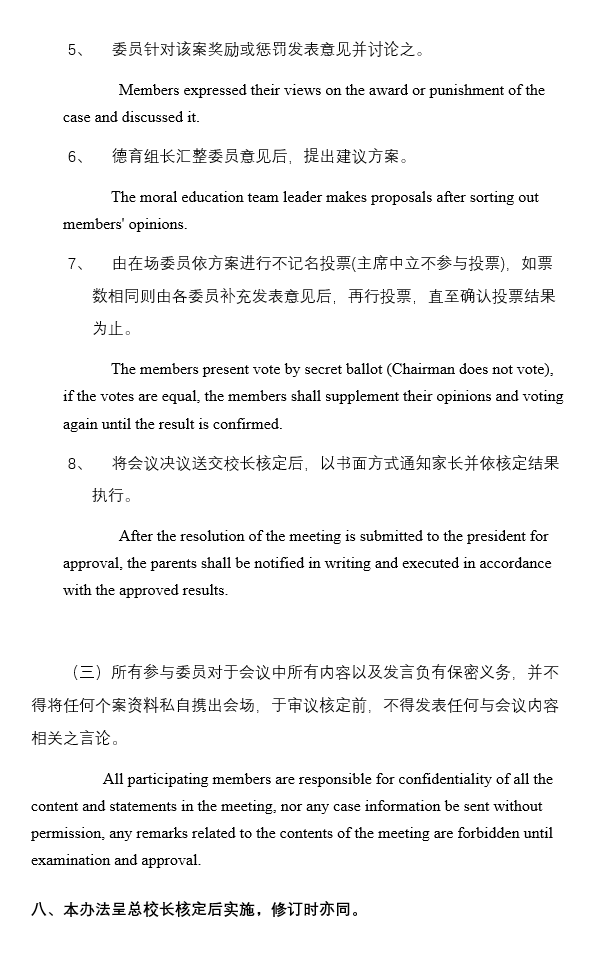 5、 委员针对该案奖励或惩罚发表意见并讨论之。
Members expressed their views on the award or punishment of the
case and discussed it.
6、 德育组长汇整委员意见后，提出建议方案。
The moral education team leader makes proposals after sorting out
members' opinions.
7、 由在场委员依方案进行不记名投票(主席中立不参与投票)，如票
数相同则由各委员补充发表意见后，再行投票，直至确认投票结果
为止。
The members present vote by secret ballot (Chairman does not vote),
if the votes are equal, the members shall supplement their opinions and voting
again until the result is confirmed.
8、 将会议决议送交校长核定后，以书面方式通知家长并依核定结果
执行。
After the resolution of the meeting is submitted to the president for
approval, the parents shall be notified in writing and executed in accordance
with the approved results.
（三）所有参与委员对于会议中所有内容以及发言负有保密义务，并不
得将任何个案资料私自携出会场，于审议核定前，不得发表任何与会议内容
相关之言论。
All participating members are responsible for confidentiality of all the
content and statements in the meeting, nor any case information be sent without
permission, any remarks related to the contents of the meeting are forbidden until
examination and approval.
八、本办法呈总校长核定后实施，修订时亦同。